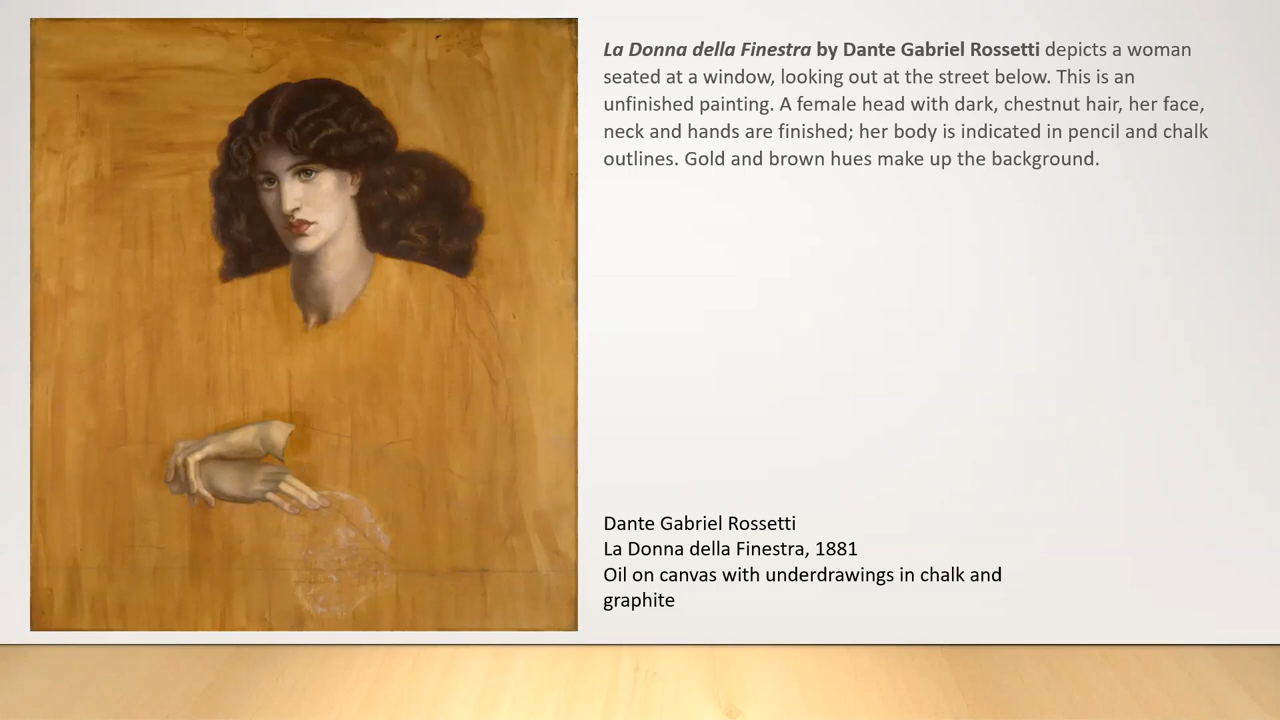 La Donna della Finestra by Dante Gabriel Rossetti depicts a woman
seated at a window, looking out at the street below. This is an
unfinished painting. A female head with dark, chestnut hair, her face,
neck and hands are finished; her body is indicated in pencil and chalk
outlines. Gold and brown hues make up the background.
Dante Gabriel Rossetti
La Donna della Finestra, 1881
Oil on canvas with underdrawings in chalk and
graphite